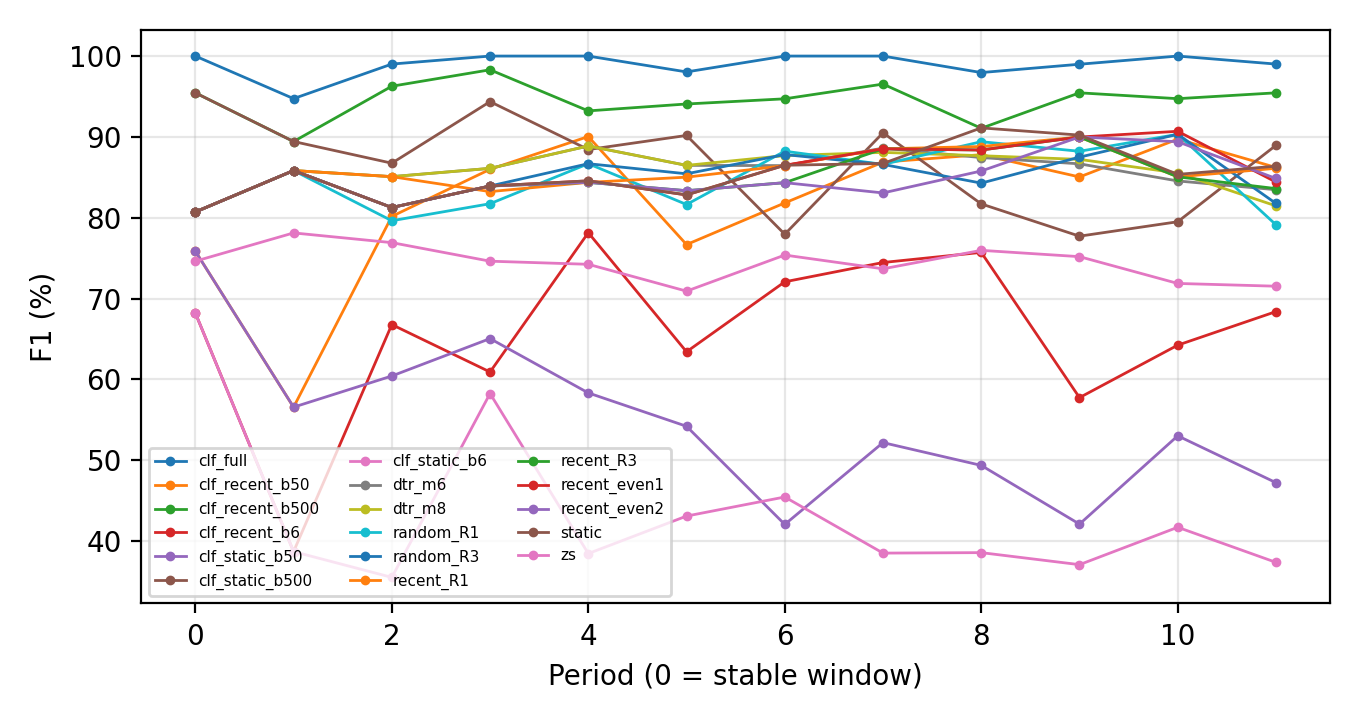 100
90
80
70
60
50
40
F1 (%)
clf_full
clf_recent_b50
clf_recent_b500
clf_recent_b6
clf_static_b50
clf_static_b500
clf_static_b6
dtr_m6
dtr_m8
random_R1
random_R3
recent_R1
recent_R3
recent_even1
recent_even2
static
zs
0 2 4 6 8 10
Period (0 = stable window)